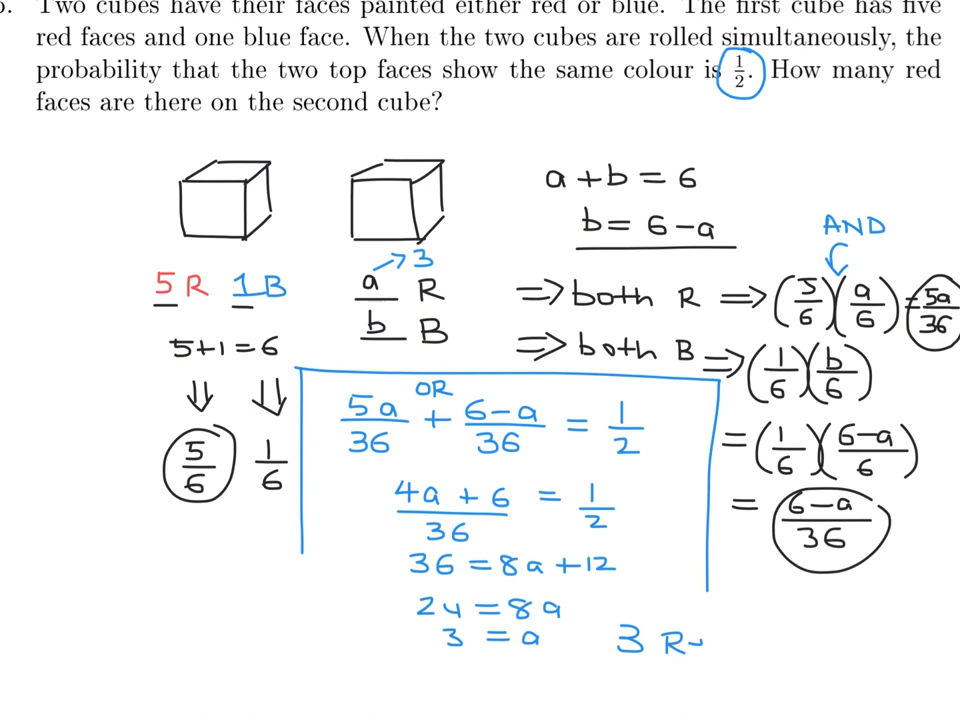 Two cubes have their faces painted either red or blue. The first cube has five
red faces and one blue face. When the two cubes are rolled simultaneously, the
probability that the two top faces show the same colour is 1/2. How many red
faces are there on the second cube?
a + b = 6
b = 6 - a
AND
5 R 1 B
a → 3
a R
b B
5 + 1 = 6
⇓ ⇓
5/6 1/6
⇒ both R ⇒ (5/6)(a/6) = 5a/36
⇒ both B ⇒ (1/6)(b/6)
= (1/6)((6-a)/6)
= (6-a)/36
OR
5a/36 + (6-a)/36 = 1/2
(4a + 6)/36 = 1/2
36 = 8a + 12
24 = 8a
3 = a
3 R